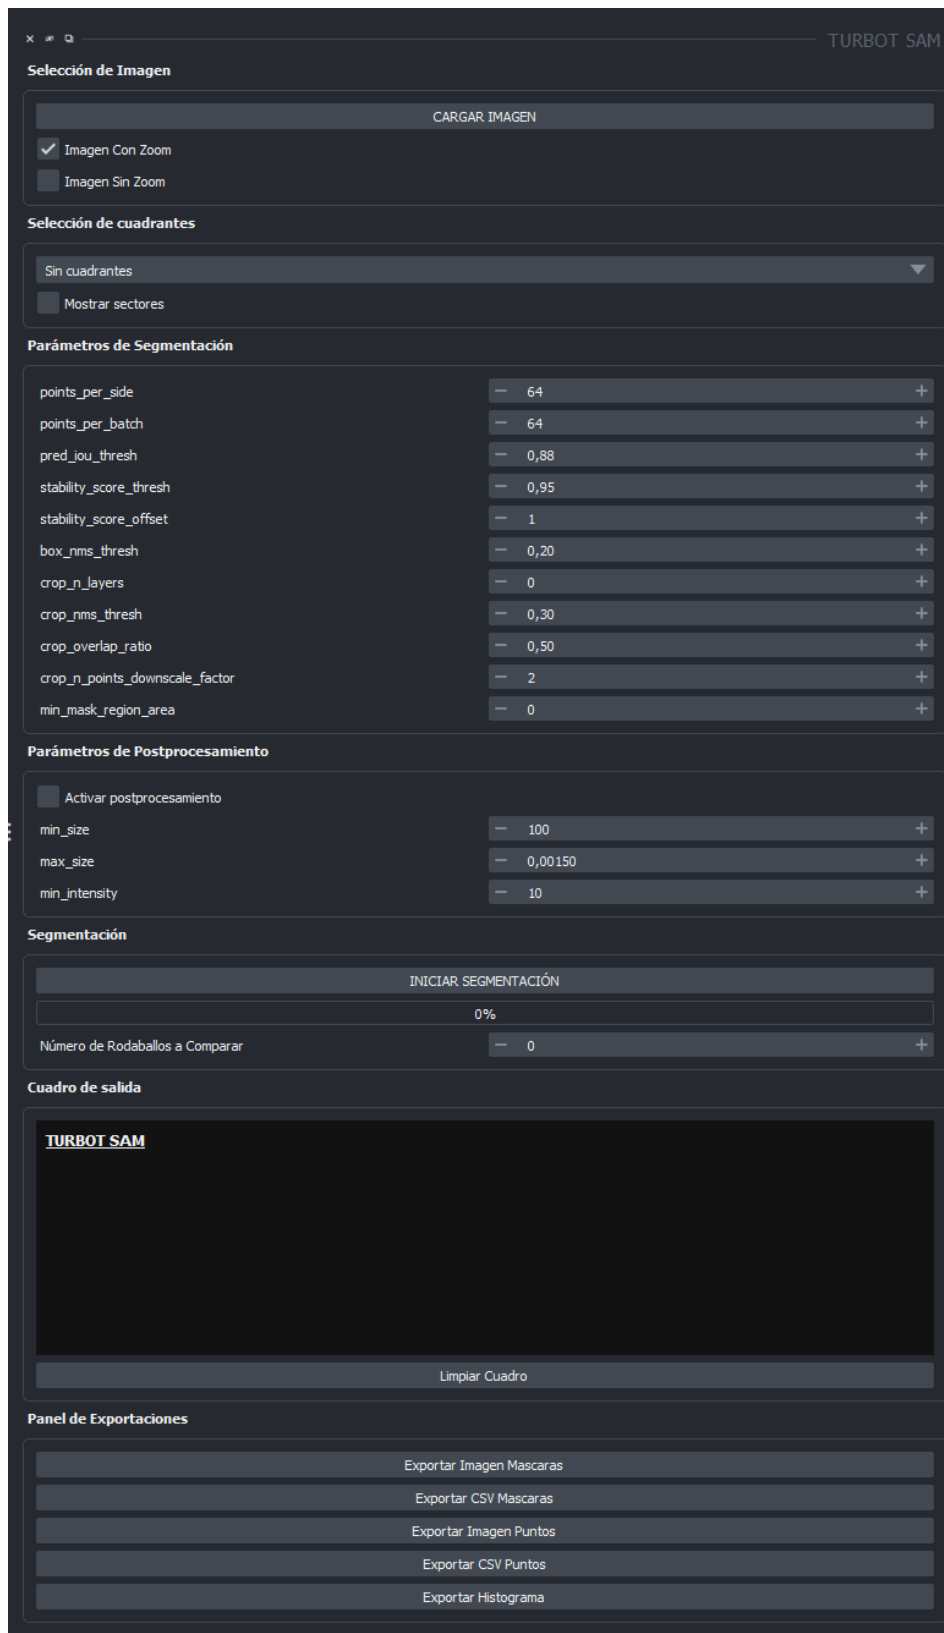 TURBOT SAM
Selección de Imagen
CARGAR IMAGEN
Imagen Con Zoom
Imagen Sin Zoom
Selección de cuadrantes
Sin cuadrantes
Mostrar sectores
Parámetros de Segmentación
points_per_side 64
points_per_batch 64
pred_iou_thresh 0,88
stability_score_thresh 0,95
stability_score_offset 1
box_nms_thresh 0,20
crop_n_layers 0
crop_nms_thresh 0,30
crop_overlap_ratio 0,50
crop_n_points_downscale_factor 2
min_mask_region_area 0
Parámetros de Postprocesamiento
Activar postprocesamiento
min_size 100
max_size 0,00150
min_intensity 10
Segmentación
INICIAR SEGMENTACIÓN
0%
Número de Rodaballos a Comparar 0
Cuadro de salida
TURBOT SAM
Limpiar Cuadro
Panel de Exportaciones
Exportar Imagen Mascaras
Exportar CSV Mascaras
Exportar Imagen Puntos
Exportar CSV Puntos
Exportar Histograma